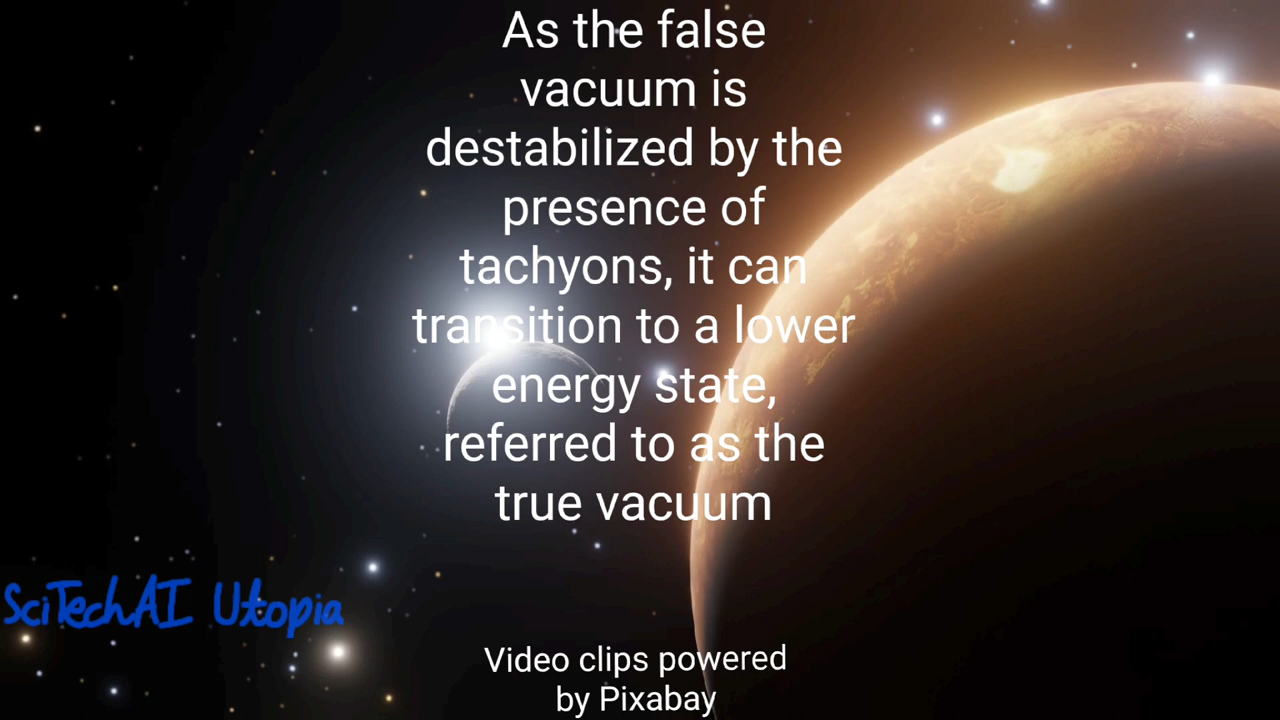 As the false
vacuum is
destabilized by the
presence of
tachyons, it can
transition to a lower
energy state,
referred to as the
true vacuum
SciTechAI Utopia
Video clips powered
by Pixabay